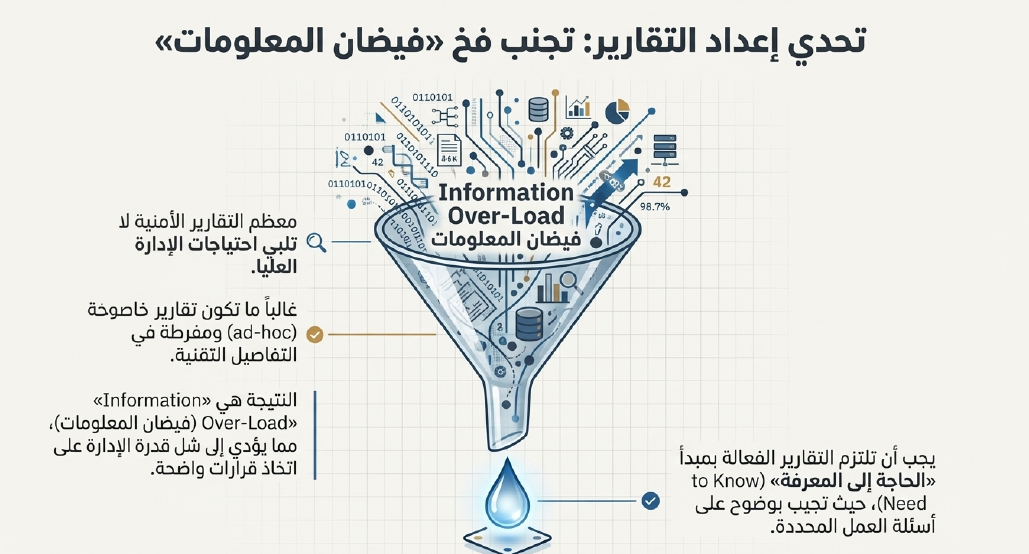 تحدي إعداد التقارير: تجنب فخ «فيضان المعلومات»
0110101
0110101011
0110101
0110101110
42
0110101
42
98.7%
Information
Over-Load
فيضان المعلومات
معظم التقارير الأمنية لا
تلبي احتياجات الإدارة
العليا.
غالباً ما تكون تقارير خاصوخة
(ad-hoc) ومفرطة في
التفاصيل التقنية.
النتيجة هي «Information»
«Over-Load (فيضان المعلومات)،
مما يؤدي إلى شل قدرة الإدارة على
اتخاذ قرارات واضحة.
يجب أن تلتزم التقارير الفعالة بمبدأ
«الحاجة إلى المعرفة» (to Know
Need)، حيث تجيب بوضوح على
أسئلة العمل المحددة.